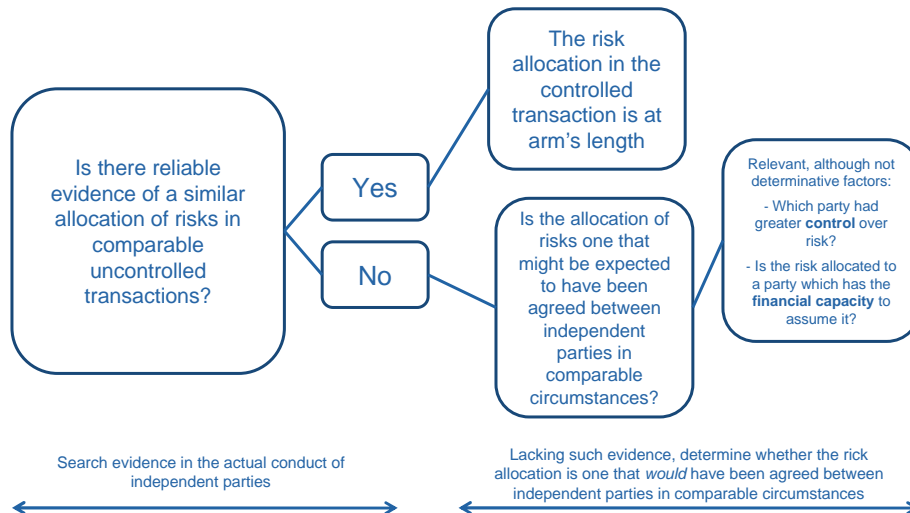 Is there reliable
evidence of a similar
allocation of risks in
comparable
uncontrolled
transactions?
Yes
No
The risk
allocation in the
controlled
transaction is at
arm's length
Is the allocation of
risks one that
might be expected
to have been
agreed between
independent
parties in
comparable
circumstances?
Relevant, although not
determinative factors:
- Which party had
greater control over
risk?
- Is the risk allocated to
a party which has the
financial capacity to
assume it?
Search evidence in the actual conduct of
independent parties
Lacking such evidence, determine whether the rick
allocation is one that would have been agreed between
independent parties in comparable circumstances